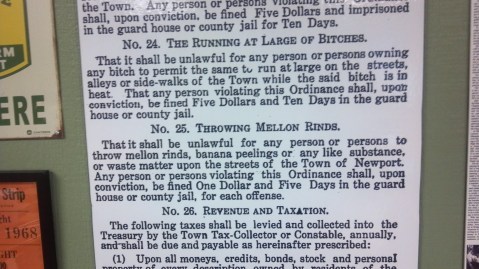 the Town. Any person or persons violating this Ordinance
shall, upon conviction, be fined Five Dollars and imprisoned
in the guard house or county jail for Ten Days.
No. 24. THE RUNNING AT LARGE OF BITCHES.
That it shall be unlawful for any person or persons owning
any bitch to permit the same to run at large on the streets,
alleys or side-walks of the Town while the said bitch is in
heat. That any person violating this Ordinance shall, upon
conviction, be fined Five Dollars and Ten Days in the guard
house or county jail.
No. 25. THROWING MELLON RINDS.
That it shall be unlawful for any person or persons to
throw mellon rinds, banana peelings or any like substance,
or waste matter upon the streets of the Town of Newport.
Any person or persons violating this Ordinance shall, upon
conviction, be fined One Dollar and Five Days in the guard
house or county jail, for each offense.
No. 26. REVENUE AND TAXATION.
The following taxes shall be levied and collected into the
Treasury by the Town Tax-Collector or Constable, annually,
and shall be due and payable as hereinafter prescribed:
(1) Upon all moneys, credits, bonds, stock and personal
property of every description owned by residents of the
ERE
Strip
1968